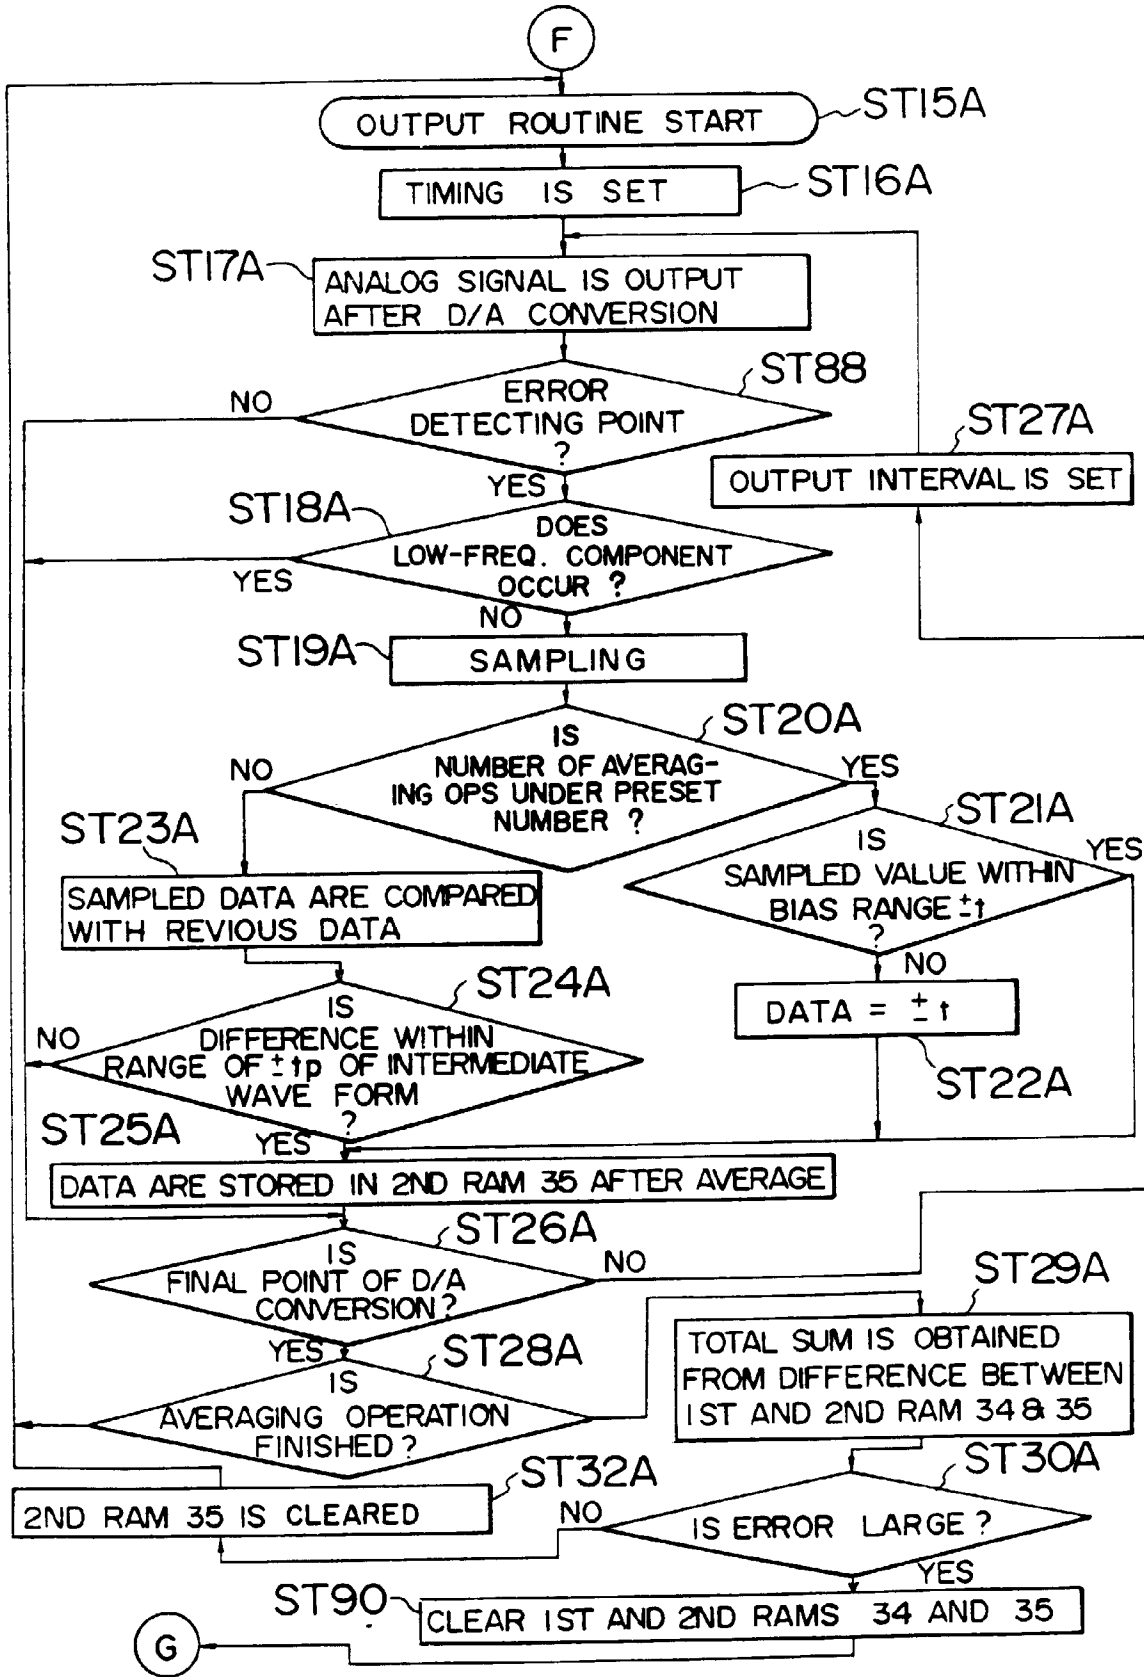 F
OUTPUT ROUTINE START
ST15A
TIMING IS SET
ST16A
ST17A
ANALOG SIGNAL IS OUTPUT
AFTER D/A CONVERSION
ST88
ERROR
DETECTING POINT
?
NO
YES
ST27A
OUTPUT INTERVAL IS SET
ST18A
DOES
LOW-FREQ. COMPONENT
OCCUR ?
YES
NO
ST19A
SAMPLING
ST20A
IS
NUMBER OF AVERAG-
ING OPS UNDER PRESET
NUMBER ?
NO
YES
ST21A
IS
SAMPLED VALUE WITHIN
BIAS RANGE ±t
?
YES
NO
ST23A
SAMPLED DATA ARE COMPARED
WITH REVIOUS DATA
DATA = ± t
ST22A
ST24A
IS
DIFFERENCE WITHIN
RANGE OF ±tp OF INTERMEDIATE
WAVE FORM
?
NO
YES
ST25A
DATA ARE STORED IN 2ND RAM 35 AFTER AVERAGE
ST26A
IS
FINAL POINT OF D/A
CONVERSION?
NO
YES
ST28A
IS
AVERAGING OPERATION
FINISHED?
ST29A
TOTAL SUM IS OBTAINED
FROM DIFFERENCE BETWEEN
1ST AND 2ND RAM 34 & 35
ST30A
IS ERROR LARGE ?
NO
YES
ST32A
2ND RAM 35 IS CLEARED
ST90
CLEAR 1ST AND 2ND RAMS 34 AND 35
G